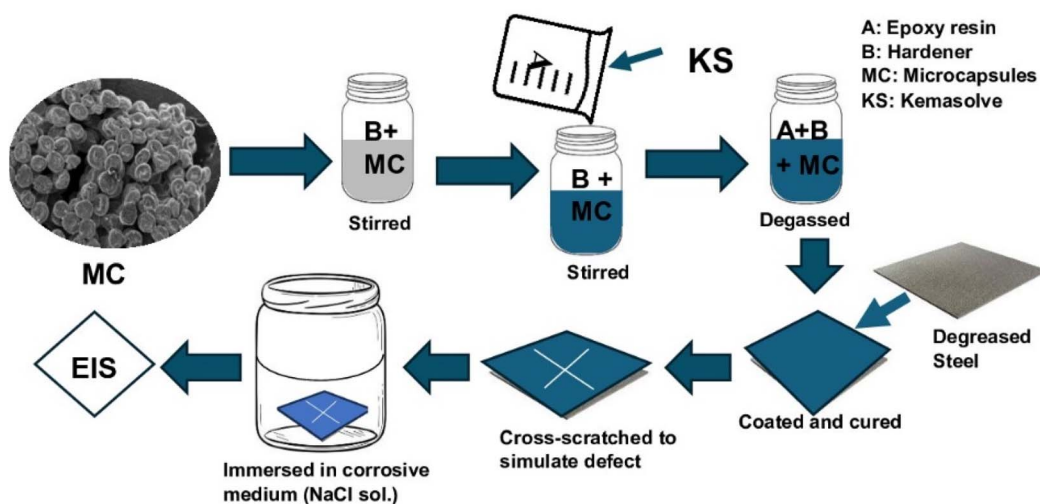 A: Epoxy resin
B: Hardener
MC: Microcapsules
KS: Kemasolve
MC
B+
MC
Stirred
A
KS
B +
MC
Stirred
A+B
+ MC
Degassed
Degreased
Steel
Coated and cured
Cross-scratched to
simulate defect
Immersed in corrosive
medium (NaCl sol.)
EIS